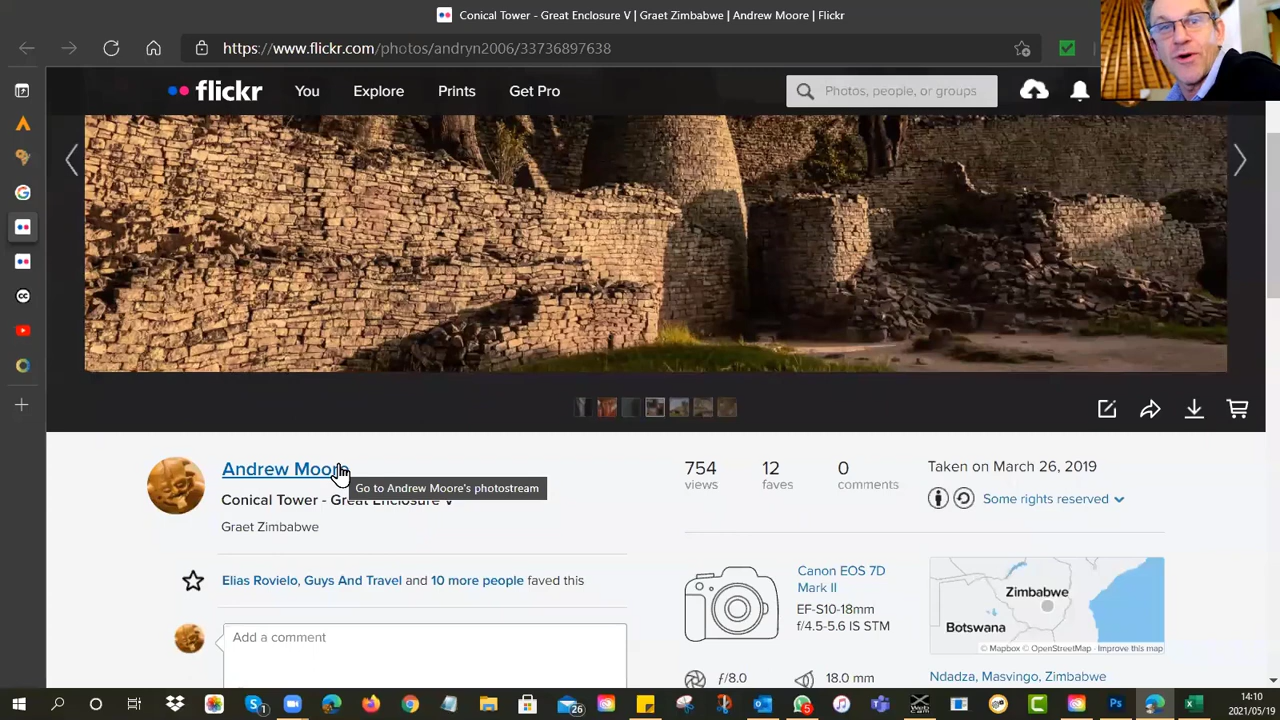 Conical Tower - Great Enclosure V | Graet Zimbabwe | Andrew Moore | Flickr
https://www.flickr.com/photos/andryn2006/33736897638
flickr
You
Explore
Prints
Get Pro
Photos, people, or groups
Andrew Moore
Go to Andrew Moore's photostream
Conical Tower - Great Enclosure V
Graet Zimbabwe
Elias Rovielo, Guys And Travel and 10 more people faved this
Add a comment
754
views
12
faves
0
comments
Taken on March 26, 2019
Some rights reserved
Canon EOS 7D
Mark II
EF-S10-18mm
f/4.5-5.6 IS STM
ƒ/8.0
18.0 mm
Zimbabwe
Botswana
© Mapbox © OpenStreetMap · Improve this map
Ndadza, Masvingo, Zimbabwe
1
26
5
14:10
2021/05/19